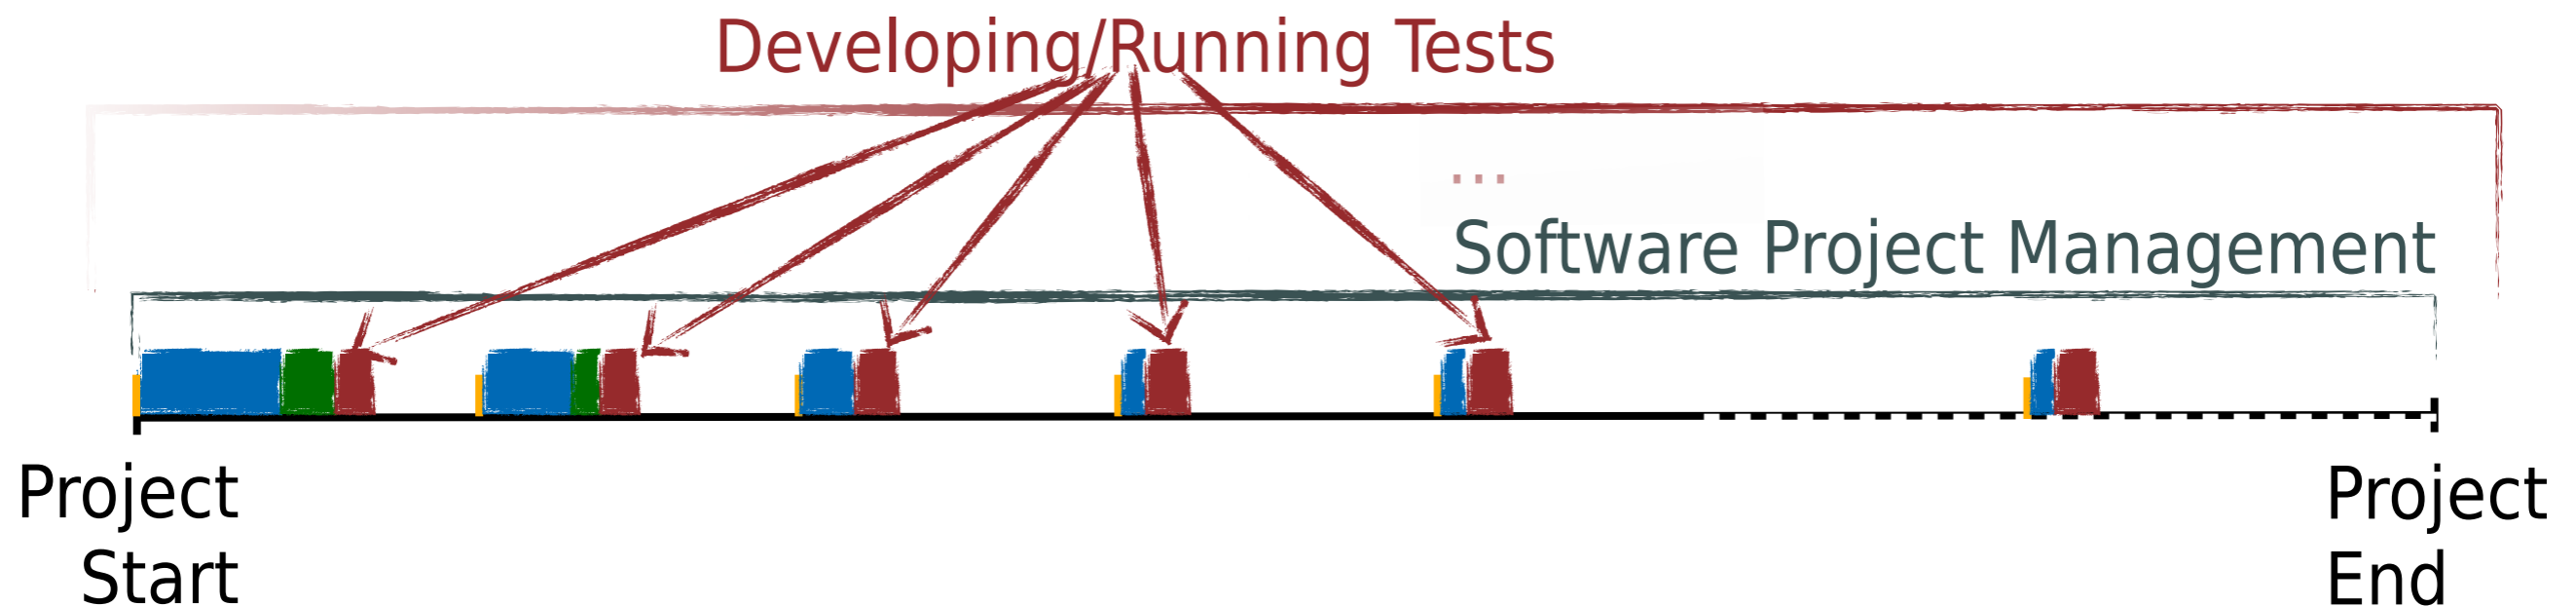 Developing/Running Tests
...
Software Project Management
Project
Start
Project
End